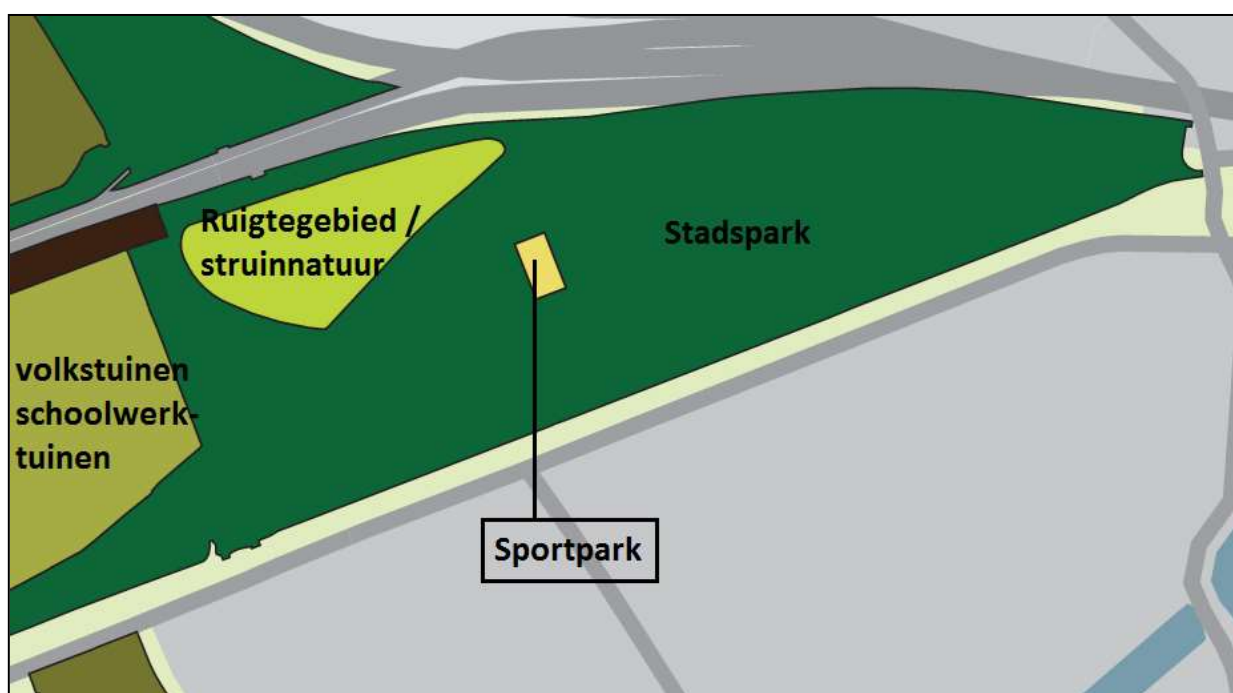 Ruigtegebied /
struinnatuur
Stadspark
volkstuinen
schoolwerk-
tuinen
Sportpark